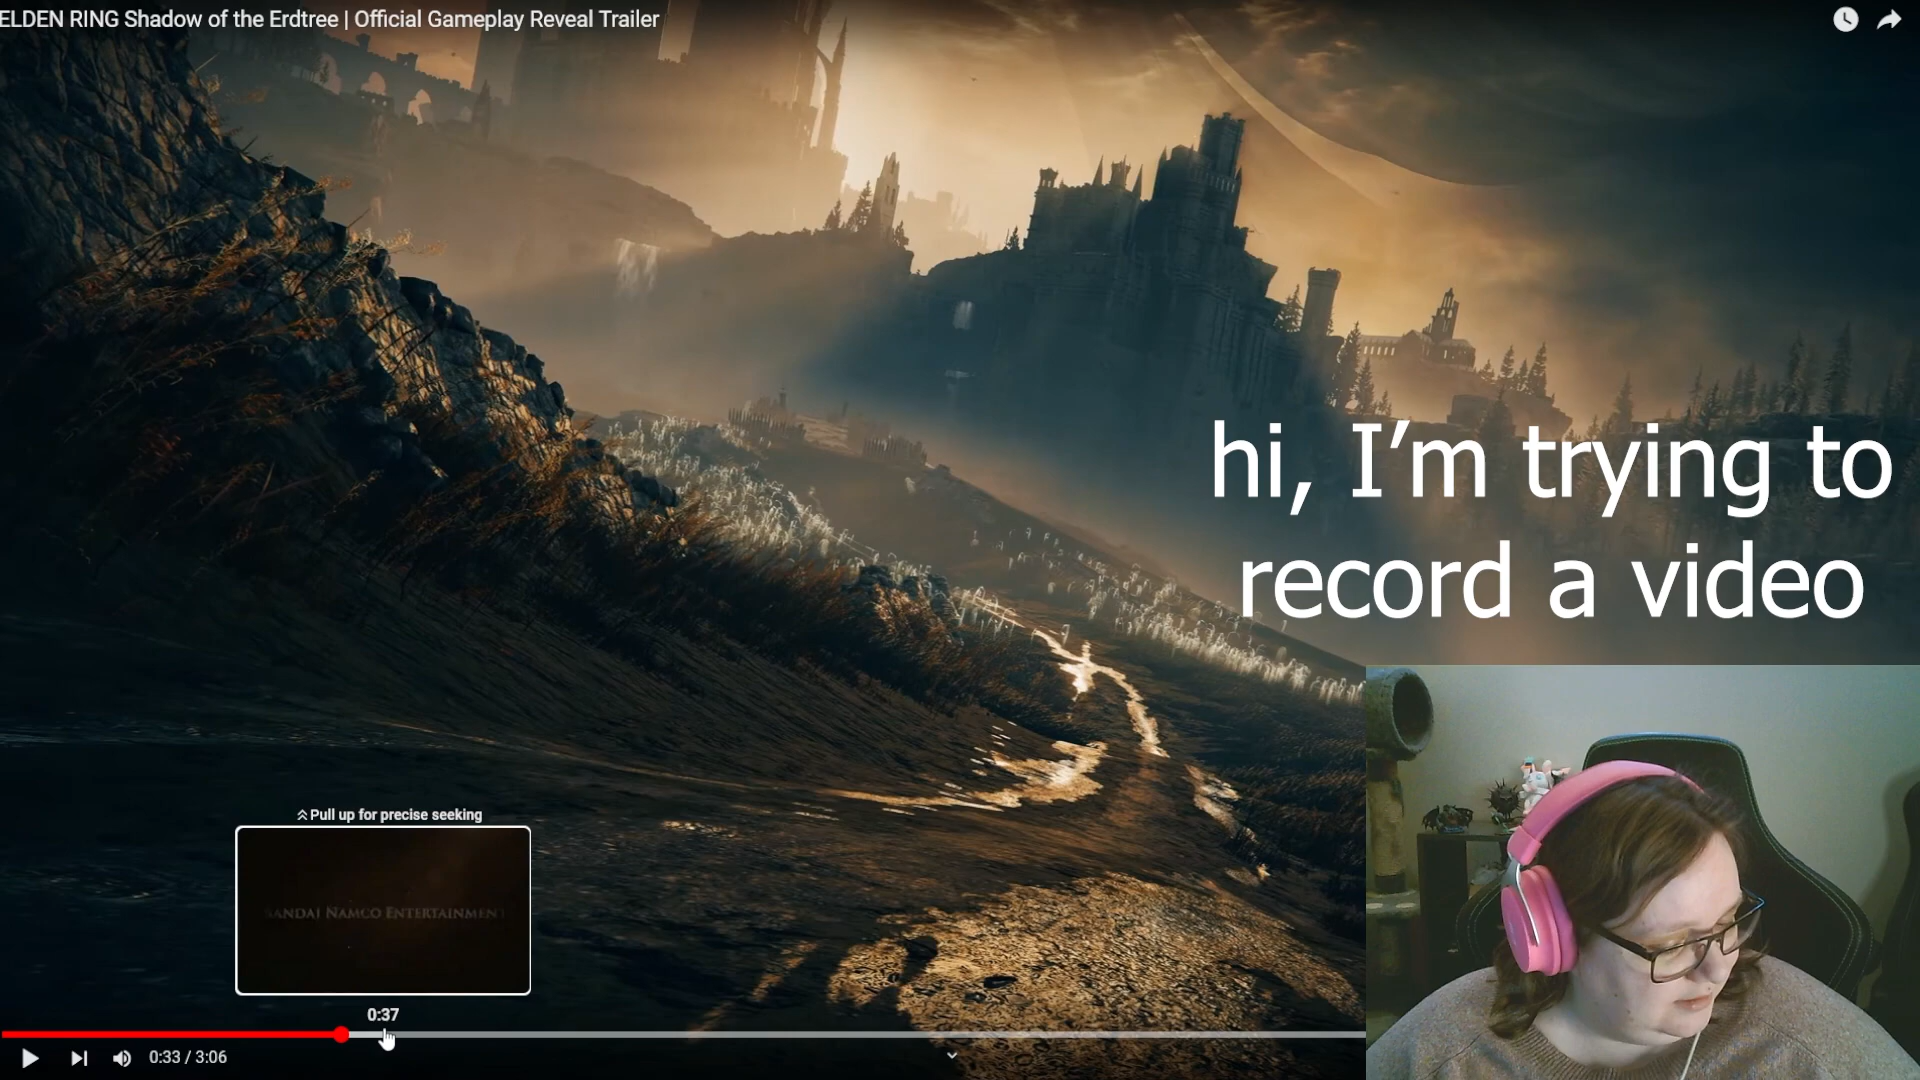 ELDEN RING Shadow of the Erdtree | Official Gameplay Reveal Trailer
hi, I’m trying to
record a video
Pull up for precise seeking
BANDAI NAMCO ENTERTAINMENT
0:37
0:33 / 3:06